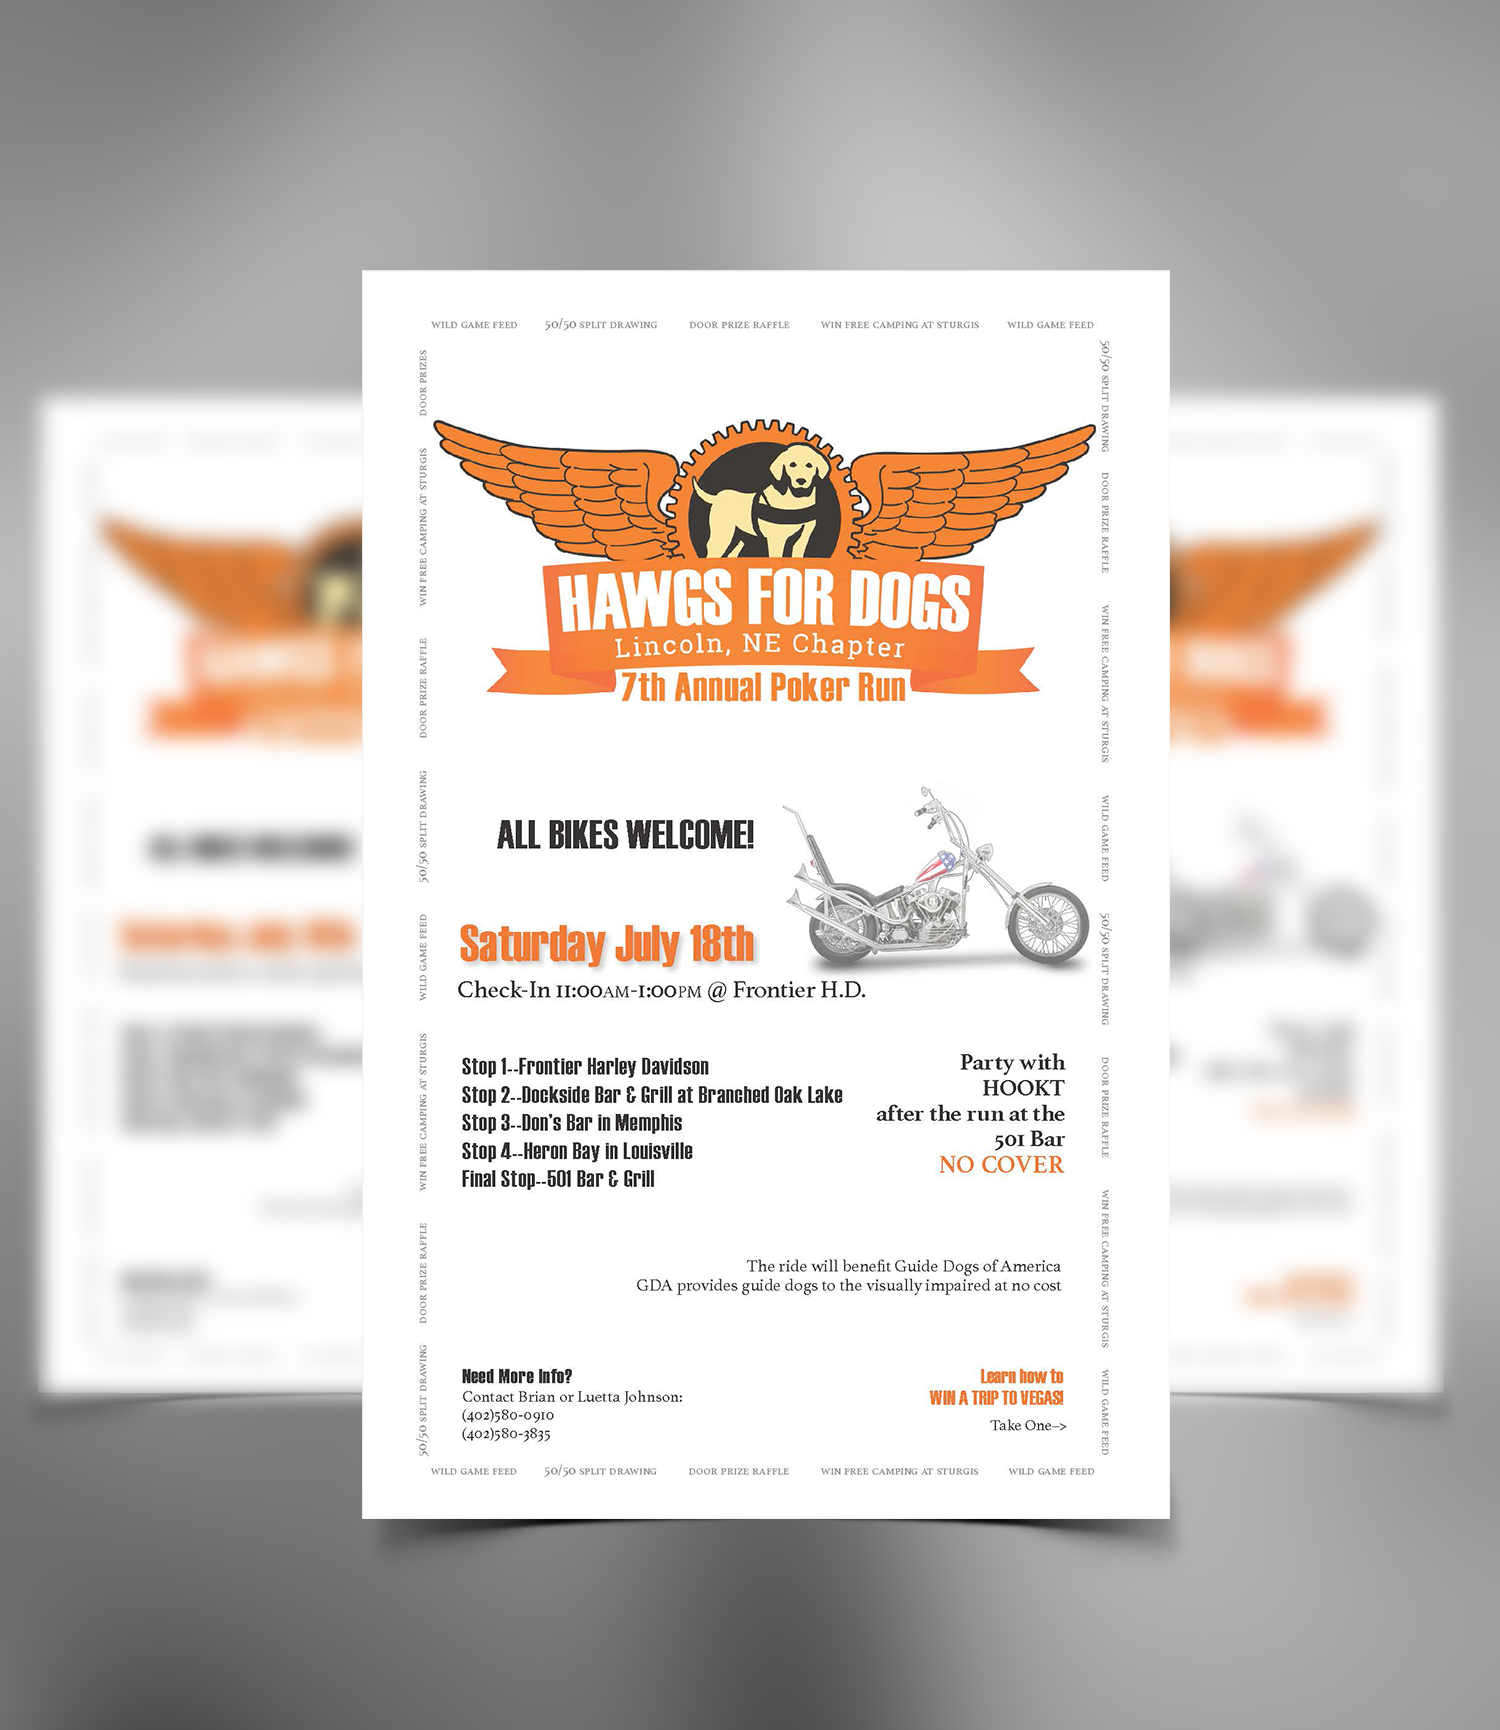 WILD GAME FEED 50/50 SPLIT DRAWING DOOR PRIZE RAFFLE WIN FREE CAMPING AT STURGIS WILD GAME FEED
DOOR PRIZES
WIN FREE CAMPING AT STURGIS
DOOR PRIZE RAFFLE
50/50 SPLIT DRAWING
WILD GAME FEED
WIN FREE CAMPING AT STURGIS
DOOR PRIZE RAFFLE
50/50 SPLIT DRAWING
HAWGS FOR DOGS
Lincoln, NE Chapter
7th Annual Poker Run
ALL BIKES WELCOME!
Saturday July 18th
Check-In 11:00AM-1:00PM @ Frontier H.D.
Stop 1--Frontier Harley Davidson
Stop 2--Dockside Bar & Grill at Branched Oak Lake
Stop 3--Don's Bar in Memphis
Stop 4--Heron Bay in Louisville
Final Stop--501 Bar & Grill
Party with
HOOKT
after the run at the
501 Bar
NO COVER
The ride will benefit Guide Dogs of America
GDA provides guide dogs to the visually impaired at no cost
Need More Info?
Contact Brian or Luetta Johnson:
(402)580-0910
(402)580-3835
Learn how to
WIN A TRIP TO VEGAS!
Take One-->
50/50 SPLIT DRAWING
DOOR PRIZE RAFFLE
WIN FREE CAMPING AT STURGIS
WILD GAME FEED
50/50 SPLIT DRAWING
DOOR PRIZE RAFFLE
WIN FREE CAMPING AT STURGIS
WILD GAME FEED
WILD GAME FEED 50/50 SPLIT DRAWING DOOR PRIZE RAFFLE WIN FREE CAMPING AT STURGIS WILD GAME FEED